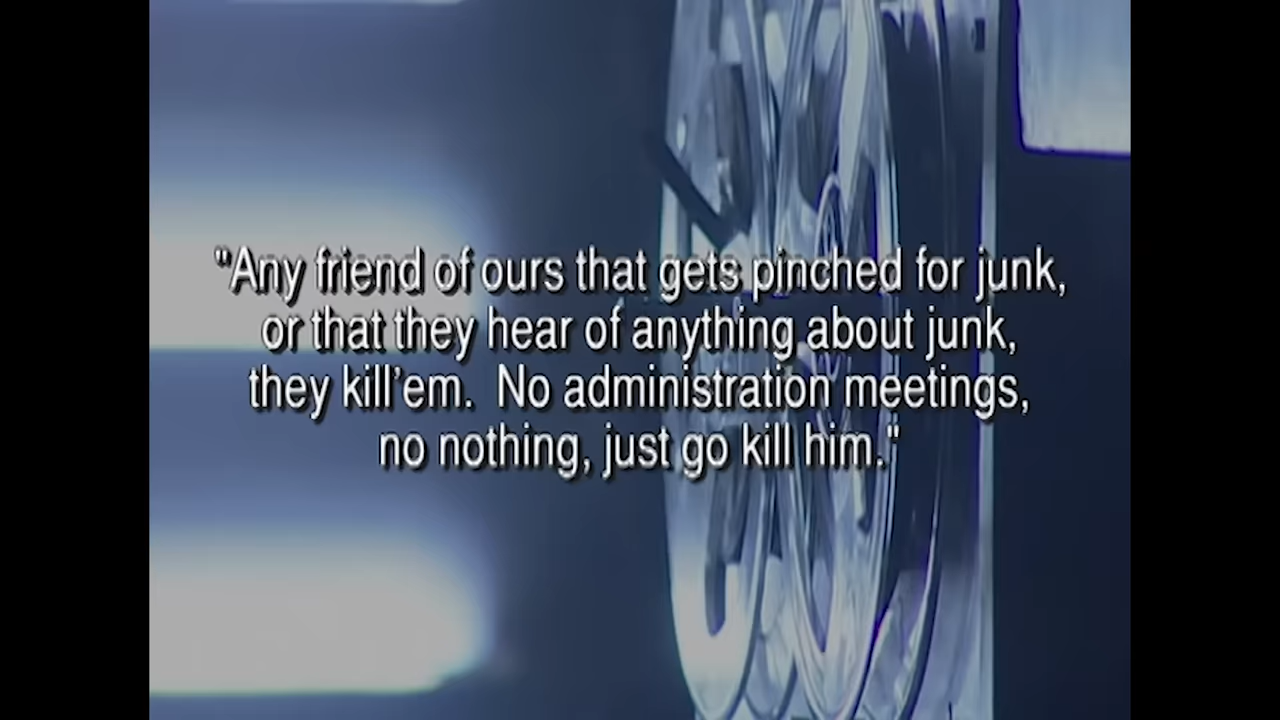 "Any friend of ours that gets pinched for junk,
or that they hear of anything about junk,
they kill'em.  No administration meetings,
no nothing, just go kill him."